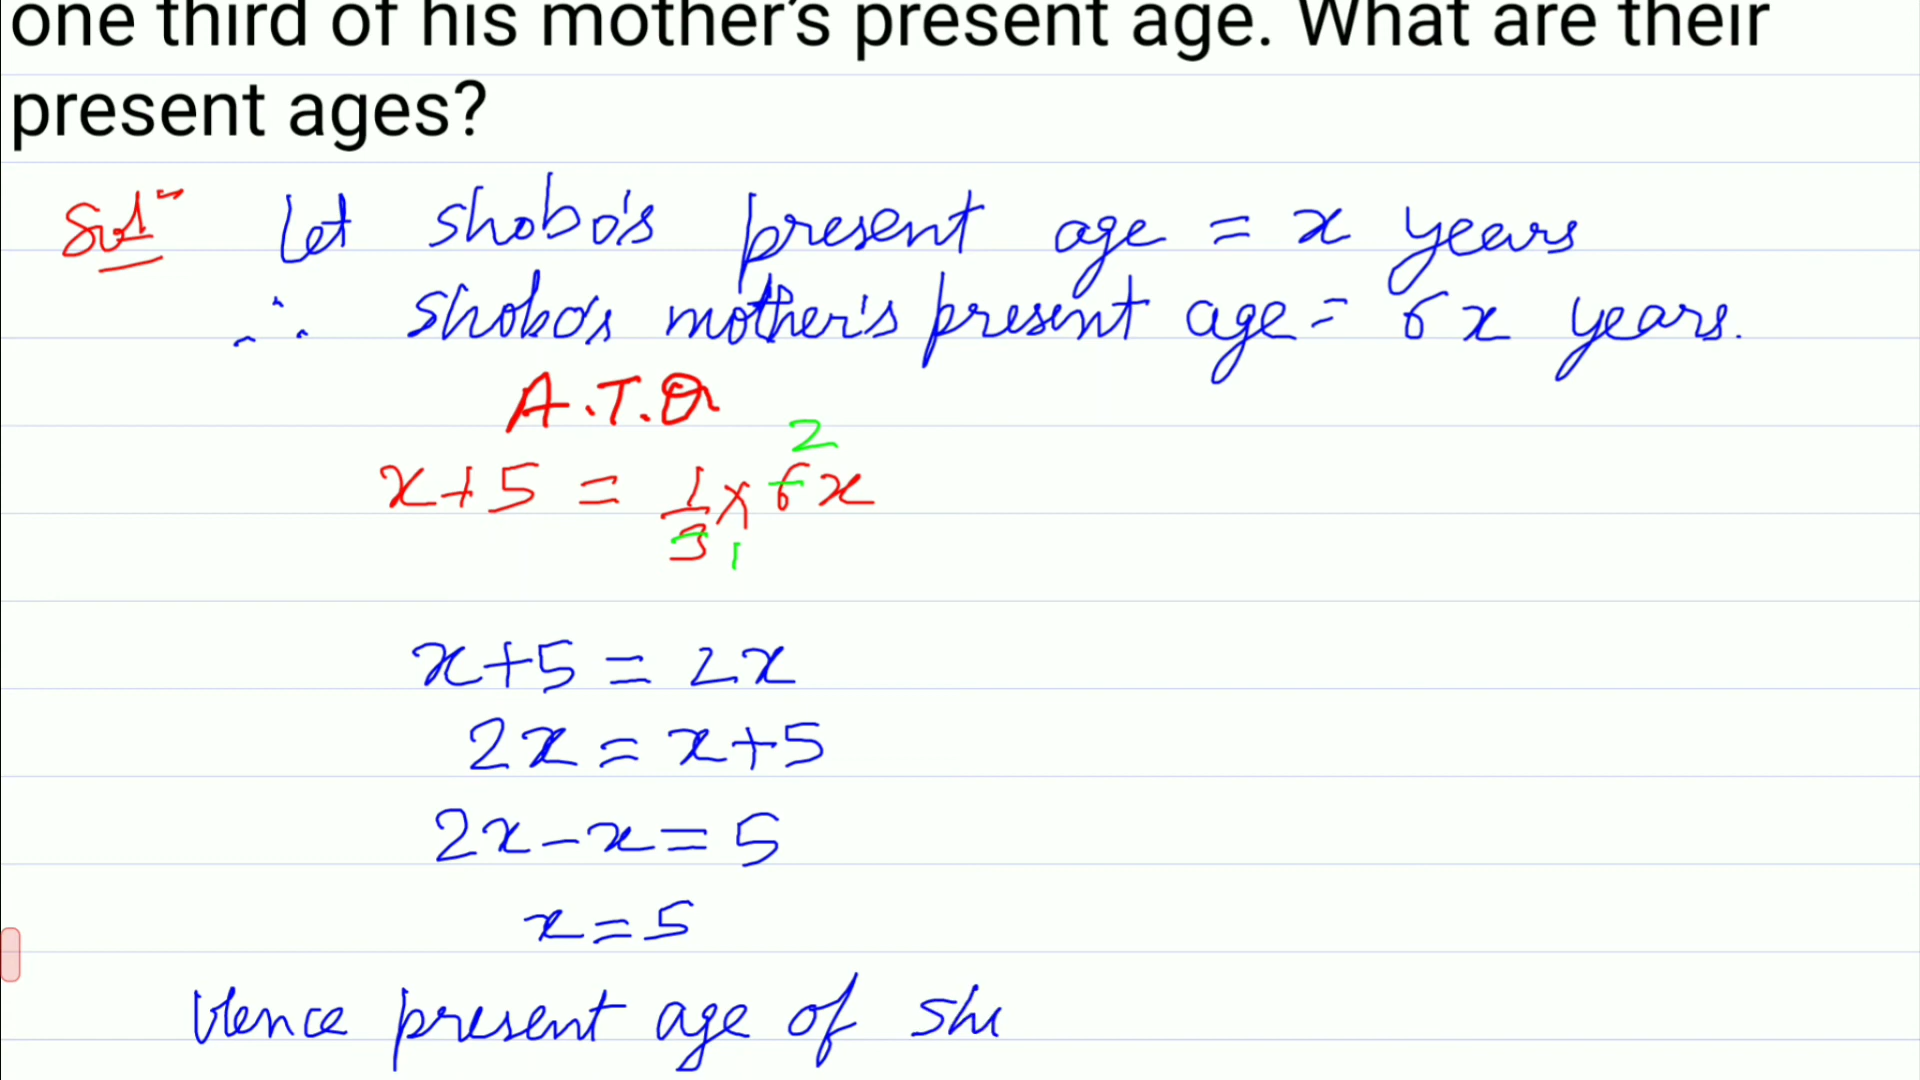 one third of his mother's present age. What are their
present ages?
Solⁿ Let shobo's present age = x years
∴ shobo's mother's present age = 6x years.
A.T.Q
2
x+5 = 1/3 × 6x
1
x+5 = 2x
2x = x+5
2x-x = 5
x = 5
Hence present age of sh